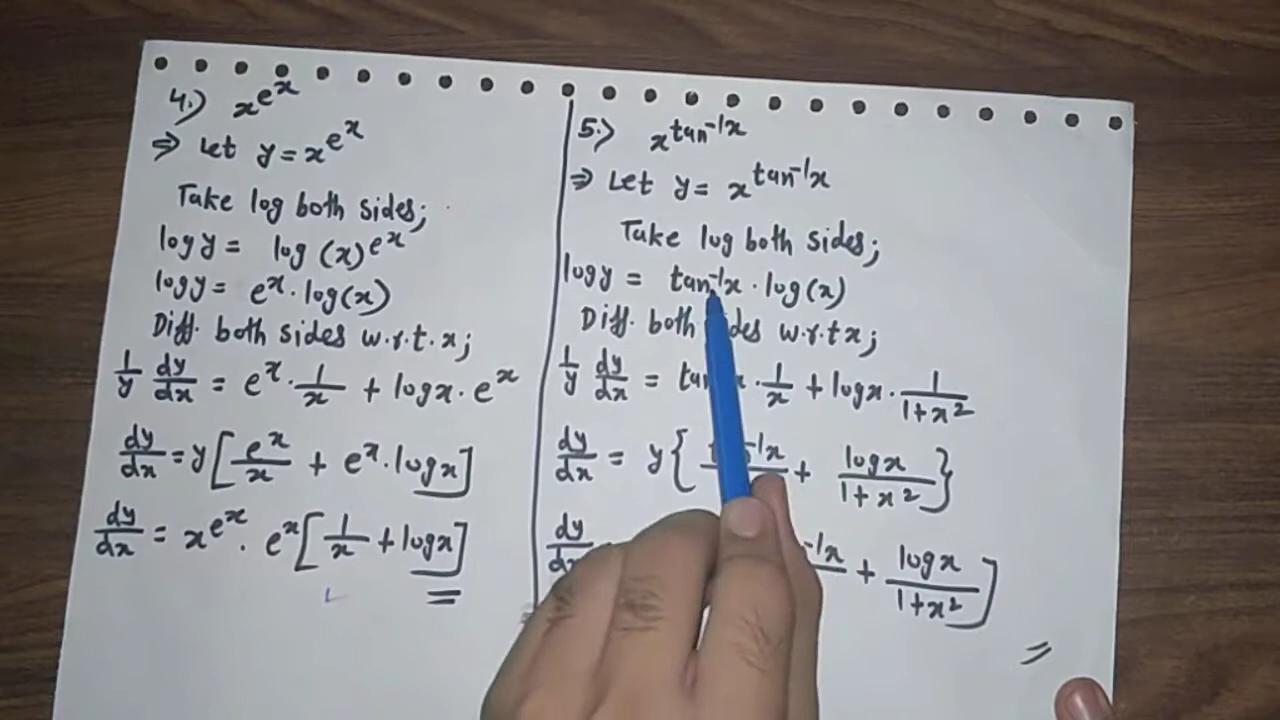 4.) x^e^x
⇒ Let y = x^e^x
Take log both sides;
log y = log (x)^e^x
log y = e^x · log(x)
Diff. both sides w.r.t. x;
1/y dy/dx = e^x · 1/x + log x · e^x
dy/dx = y [ e^x/x + e^x · log x ]
dy/dx = x^e^x · e^x [ 1/x + log x ]
5.) x^tan⁻¹x
⇒ Let y = x^tan⁻¹x
Take log both sides;
log y = tan⁻¹x · log(x)
Diff. both sides w.r.t x;
1/y dy/dx = · 1/x + log x · 1/1+x²
dy/dx = y { + log x/1+x² }
dy/dx + log x/1+x² ]
=